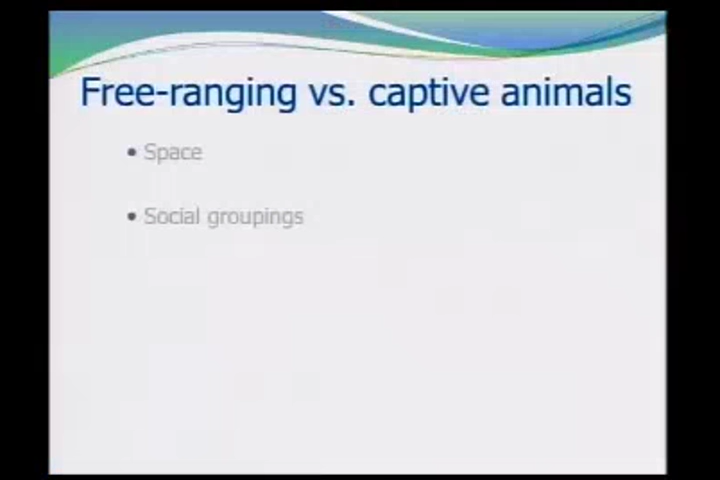 Free-ranging vs. captive animals
• Space
• Social groupings